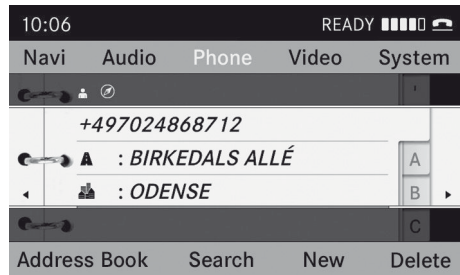 10:06 READY
Navi Audio Phone Video System
+497024868712
A : BIRKEDALS ALLÉ A
: ODENSE B
C
Address Book Search New Delete